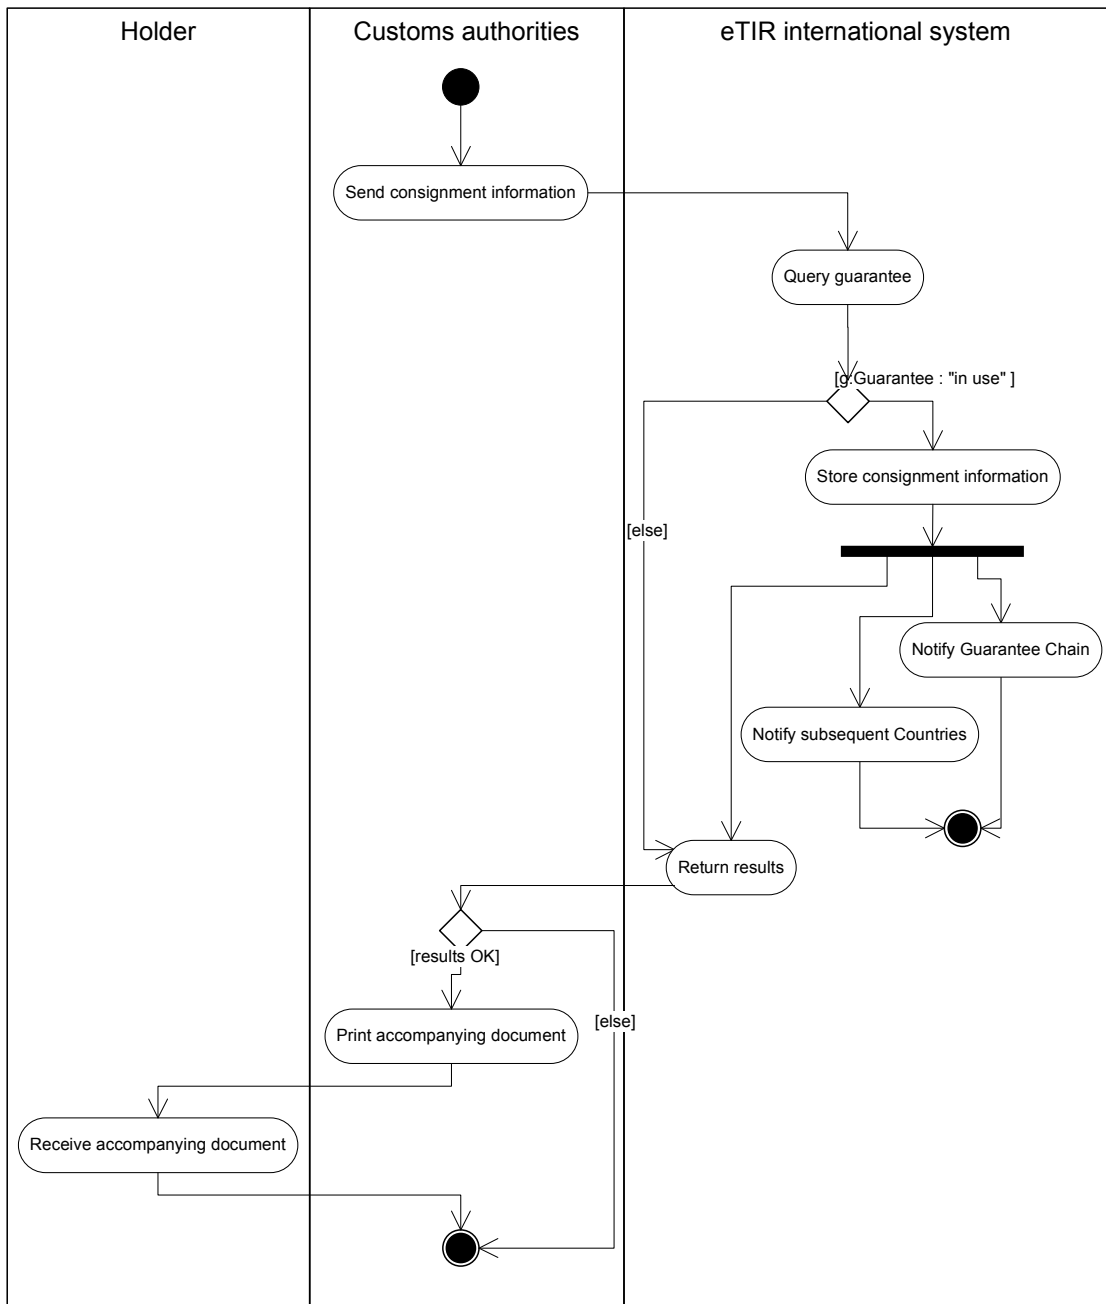 Holder
Customs authorities
eTIR international system
Send consignment information
Query guarantee
[g:Guarantee : "in use" ]
Store consignment information
[else]
Notify Guarantee Chain
Notify subsequent Countries
Return results
[results OK]
[else]
Print accompanying document
Receive accompanying document